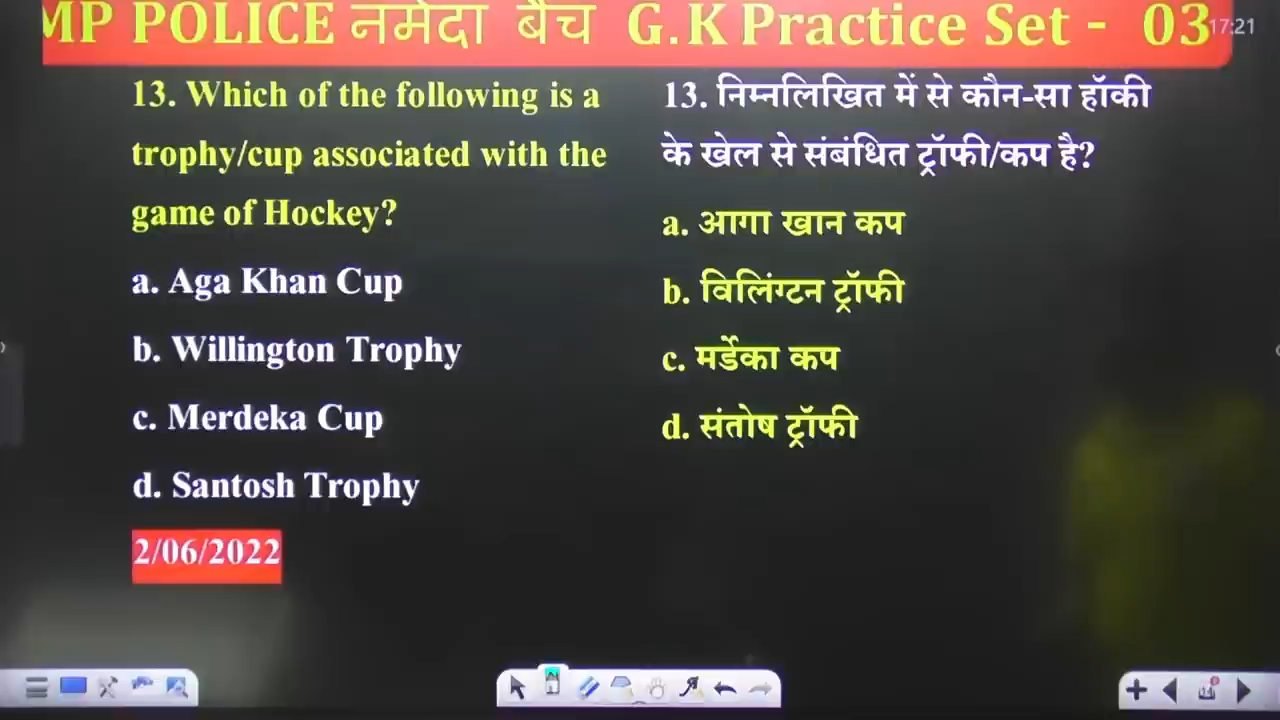 MP POLICE नर्मदा बैच G.K Practice Set - 03
17:21
13. Which of the following is a
trophy/cup associated with the
game of Hockey?
a. Aga Khan Cup
b. Willington Trophy
c. Merdeka Cup
d. Santosh Trophy
2/06/2022
13. निम्नलिखित में से कौन-सा हॉकी
के खेल से संबंधित ट्रॉफी/कप है?
a. आगा खान कप
b. विलिंग्टन ट्रॉफी
c. मर्डेका कप
d. संतोष ट्रॉफी